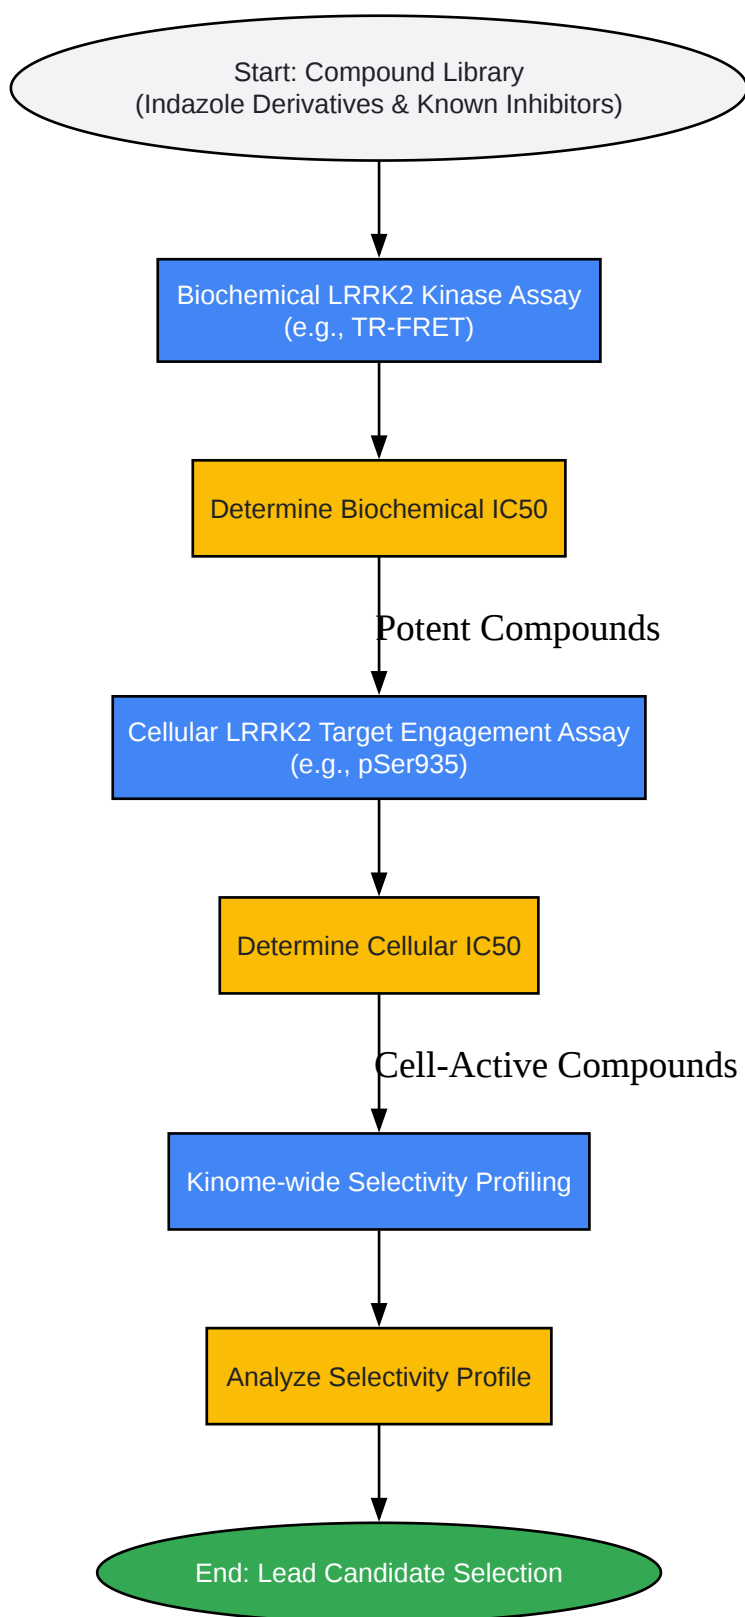 Start: Compound Library
(Indazole Derivatives & Known Inhibitors)
Biochemical LRRK2 Kinase Assay
(e.g., TR-FRET)
Determine Biochemical IC50
Potent Compounds
Cellular LRRK2 Target Engagement Assay
(e.g., pSer935)
Determine Cellular IC50
Cell-Active Compounds
Kinome-wide Selectivity Profiling
Analyze Selectivity Profile
End: Lead Candidate Selection